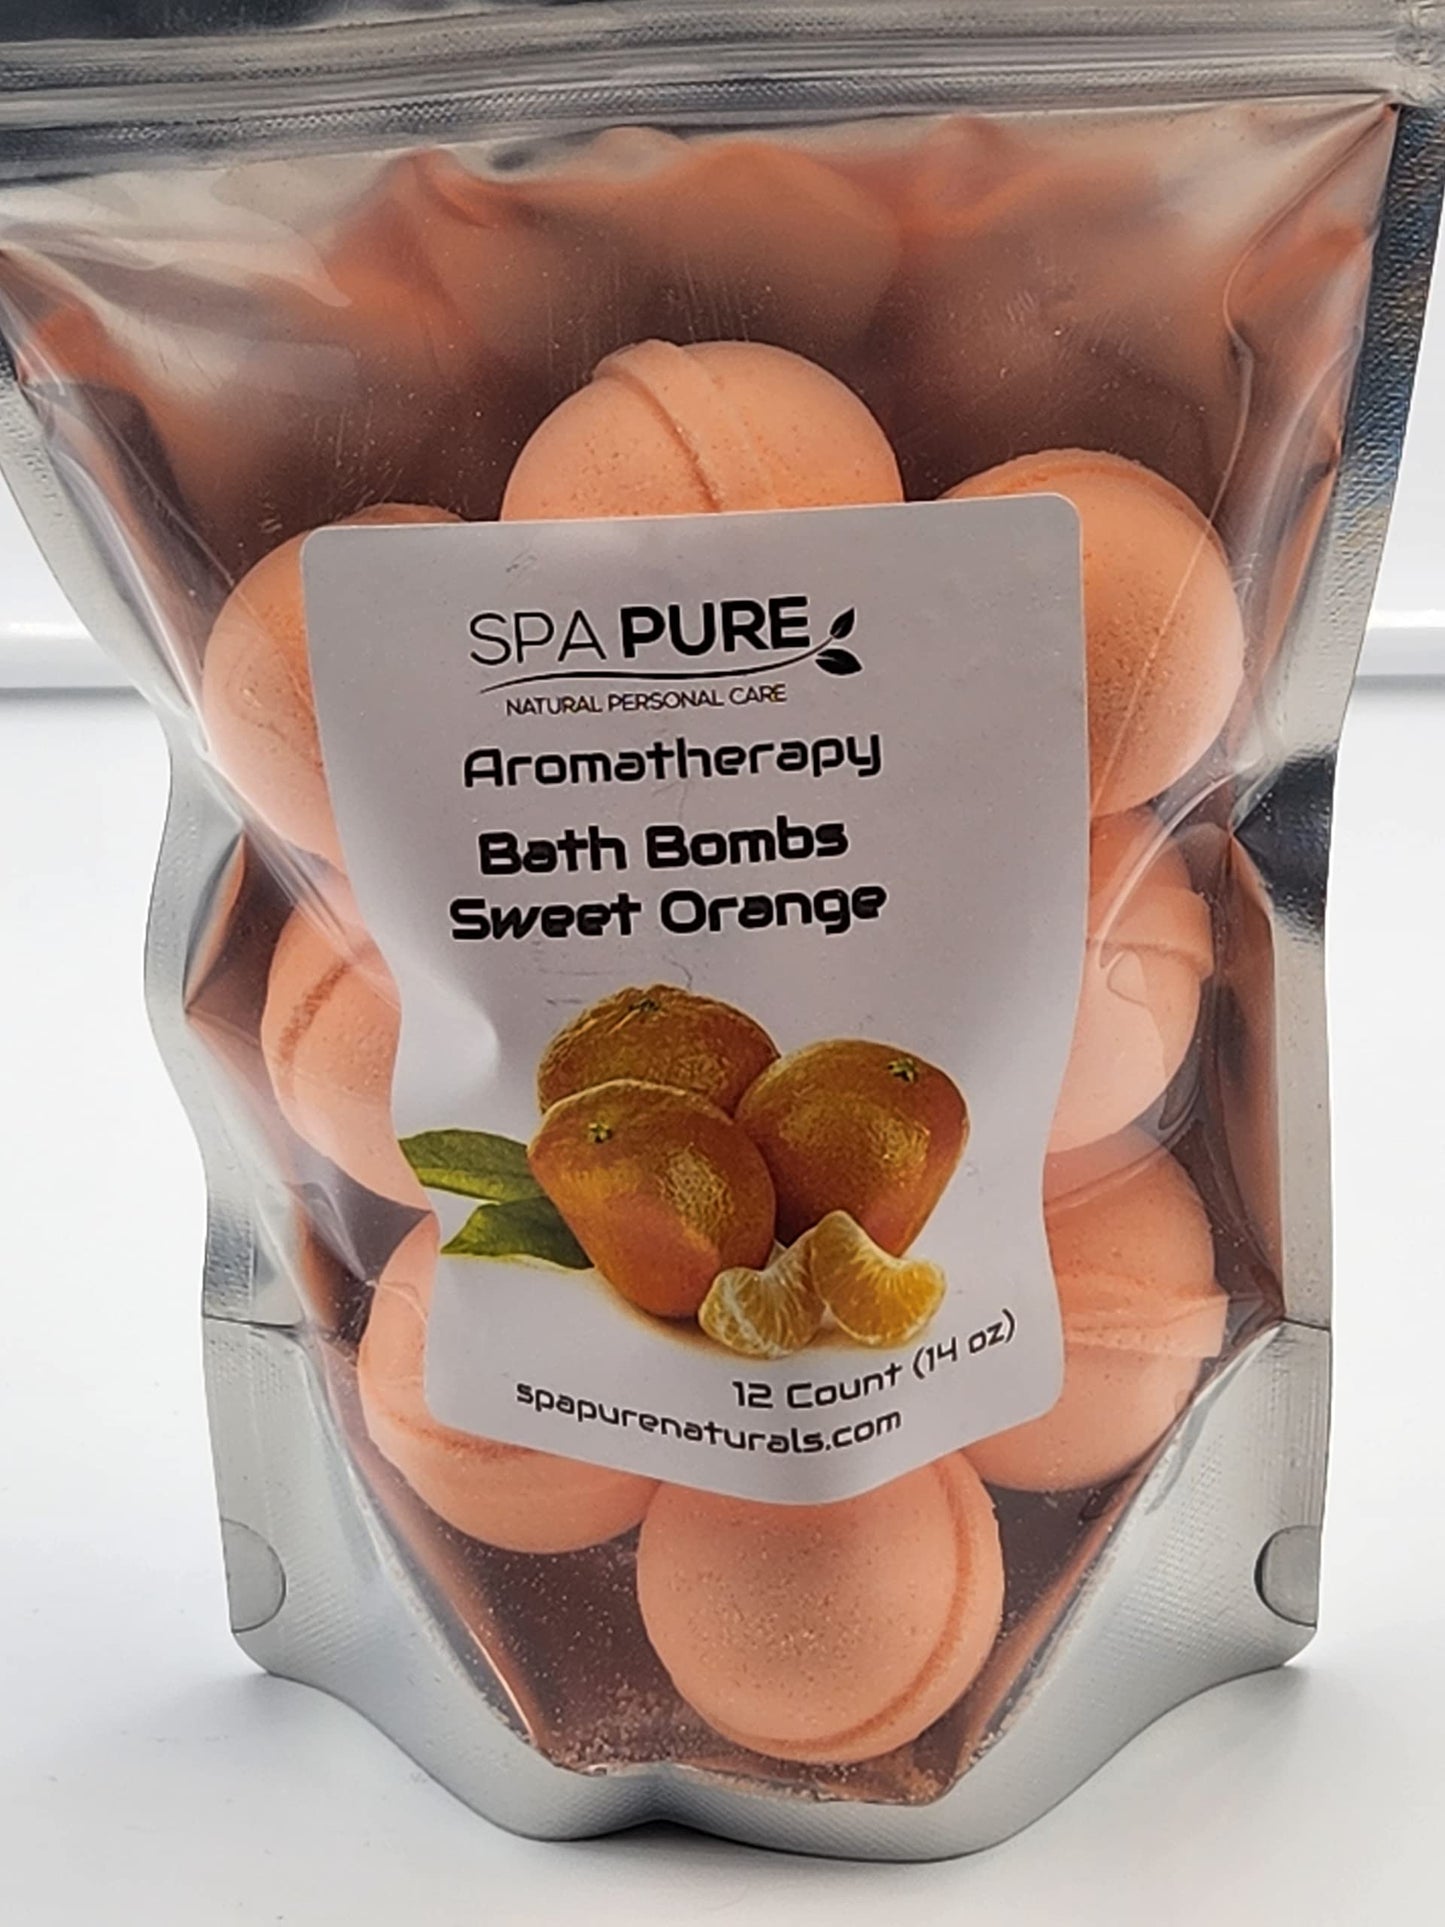 SPA PURE
NATURAL PERSONAL CARE
Aromatherapy
Bath Bombs
Sweet Orange
12 Count (14 oz)
spapurenaturals.com